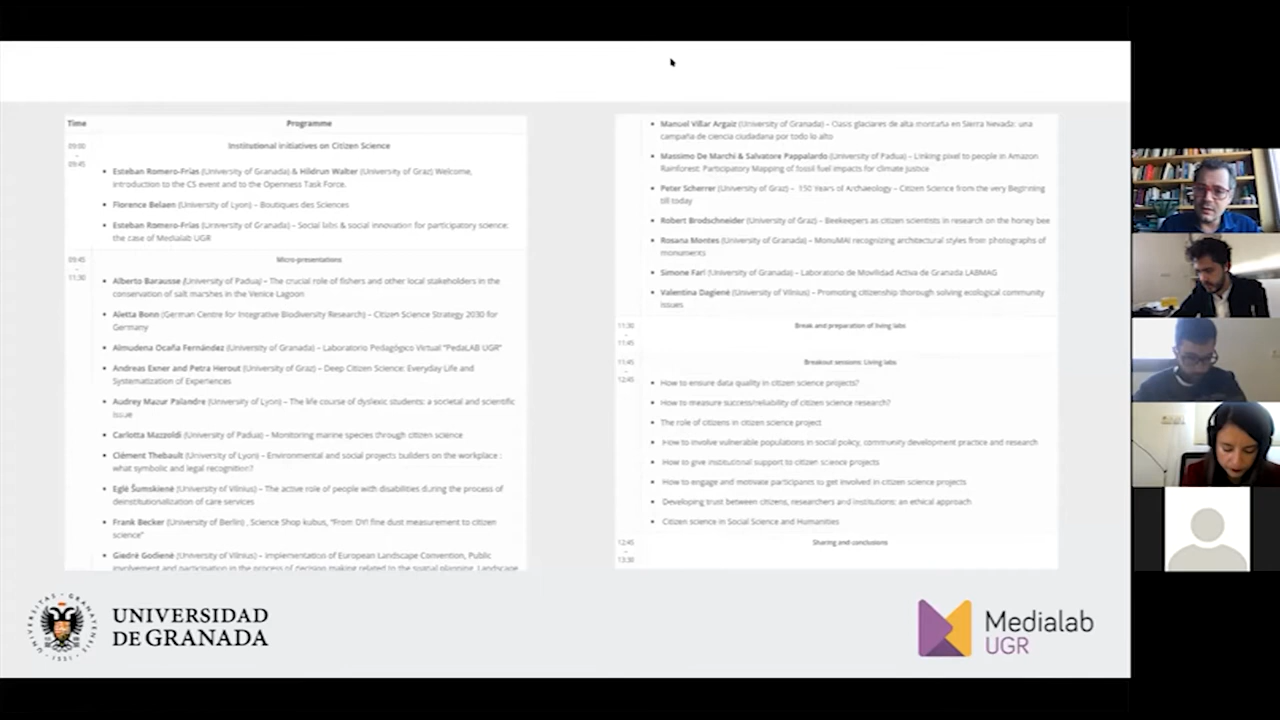 Time Programme
09:00
-
09:45
Institutional Initiatives on Citizen Science
Esteban Romero-Frías (University of Granada) & Hildrun Walter (University of Graz) Welcome,
introduction to the CS event and to the Openness Task Force.
Florence Belaen (University of Lyon) – Boutiques des Sciences
Esteban Romero-Frías (University of Granada) – Social labs & social innovation for participatory science:
the case of Medialab UGR
09:45
-
11:30
Micro-presentations
Alberto Barausse (University of Padua) – The crucial role of fishers and other local stakeholders in the
conservation of salt marshes in the Venice Lagoon
Aletta Bonn (German Centre for Integrative Biodiversity Research) – Citizen Science Strategy 2030 for
Germany
Almudena Ocaña Fernández (University of Granada) – Laboratorio Pedagógico Virtual "PedaLAB UGR"
Andreas Exner and Petra Herout (University of Graz) – Deep Citizen Science: Everyday Life and
Systematization of Experiences
Audrey Mazur Palandre (University of Lyon) – The life course of dyslexic students: a societal and scientific
issue
Carlotta Mazzoldi (University of Padua) – Monitoring marine species through citizen science
Clément Thebault (University of Lyon) – Environmental and social projects builders on the workplace :
what symbolic and legal recognition?
Eglė Šumskienė (University of Vilnius) – The active role of people with disabilities during the process of
deinstitutionalization of care services
Frank Becker (University of Berlin) , Science Shop kubus, "From DYI fine dust measurement to citizen
science"
Giedrė Godienė (University of Vilnius) – Implementation of European Landscape Convention, Public
involvement and participation in the process of decision making related to the spatial planning, Landscape
Manuel Villar Argaiz (University of Granada) – Oasis glaciares de alta montaña en Sierra Nevada: una
campaña de ciencia ciudadana por todo lo alto
Massimo De Marchi & Salvatore Pappalardo (University of Padua) – Linking pixel to people in Amazon
Rainforest: Participatory Mapping of fossil fuel impacts for climate justice
Peter Scherrer (University of Graz) – 150 Years of Archaeology – Citizen Science from the very Beginning
till today
Robert Brodschneider (University of Graz) – Beekeepers as citizen scientists in research on the honey bee
Rosana Montes (University of Granada) – MonuMAI recognizing architectural styles from photographs of
monuments
Simone Farì (University of Granada) – Laboratorio de Movilidad Activa de Granada LABMAG
Valentina Dagienė (University of Vilnius) – Promoting citizenship thorough solving ecological community
issues
11:30
-
11:45
Break and preparation of living labs
11:45
-
12:45
Breakout sessions: Living labs
How to ensure data quality in citizen science projects?
How to measure success/reliability of citizen science research?
The role of citizens in citizen science project
How to involve vulnerable populations in social policy, community development practice and research
How to give institutional support to citizen science projects
How to engage and motivate participants to get involved in citizen science projects
Developing trust between citizens, researchers and institutions: an ethical approach
Citizen science in Social Science and Humanities
12:45
-
13:30
Sharing and conclusions
UNIVERSIDAD
DE GRANADA
Medialab
UGR